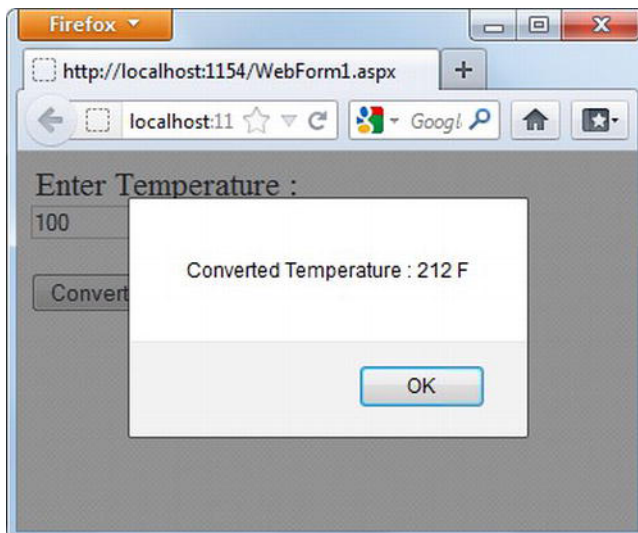 Firefox
http://localhost:1154/WebForm1.aspx
localhost:11
Googl
Enter Temperature :
100
Convert
Converted Temperature : 212 F
OK